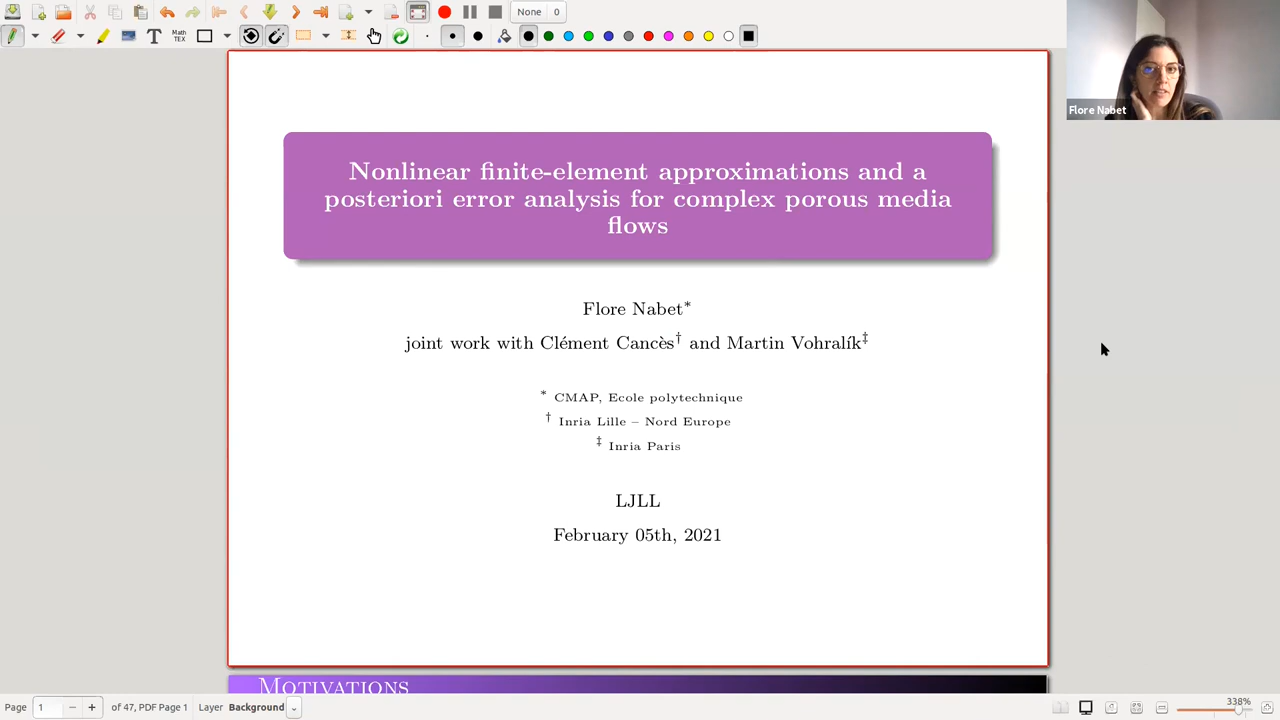 None 0
Math
TEX
Flore Nabet
Nonlinear finite-element approximations and a
posteriori error analysis for complex porous media
flows
Flore Nabet*
joint work with Clément Cancès† and Martin Vohralík‡
* CMAP, Ecole polytechnique
† Inria Lille – Nord Europe
‡ Inria Paris
LJLL
February 05th, 2021
Motivations
Page 1 of 47, PDF Page 1 Layer Background 338%